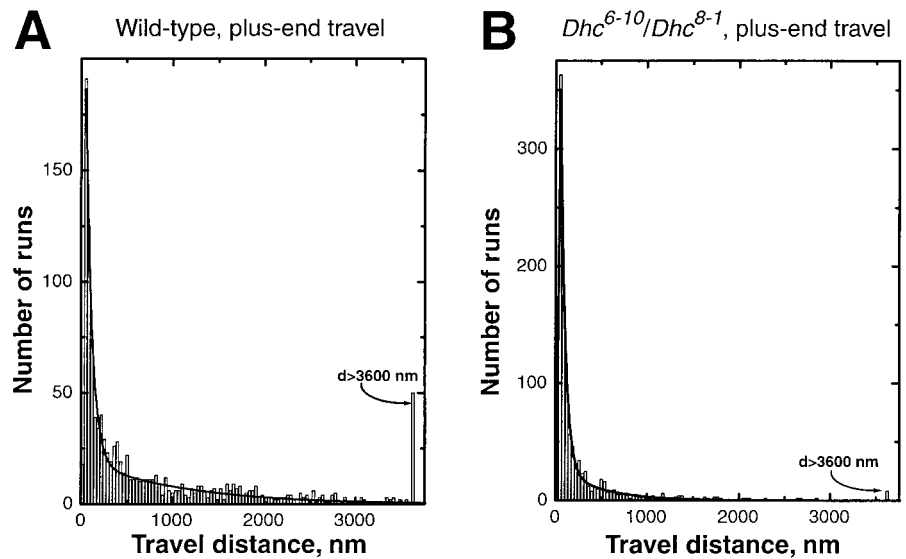 A
Wild-type, plus-end travel
Number of runs
150
100
50
0
d>3600 nm
0 1000 2000 3000
Travel distance, nm
B
Dhc6-10/Dhc8-1, plus-end travel
Number of runs
300
200
100
0
d>3600 nm
0 1000 2000 3000
Travel distance, nm